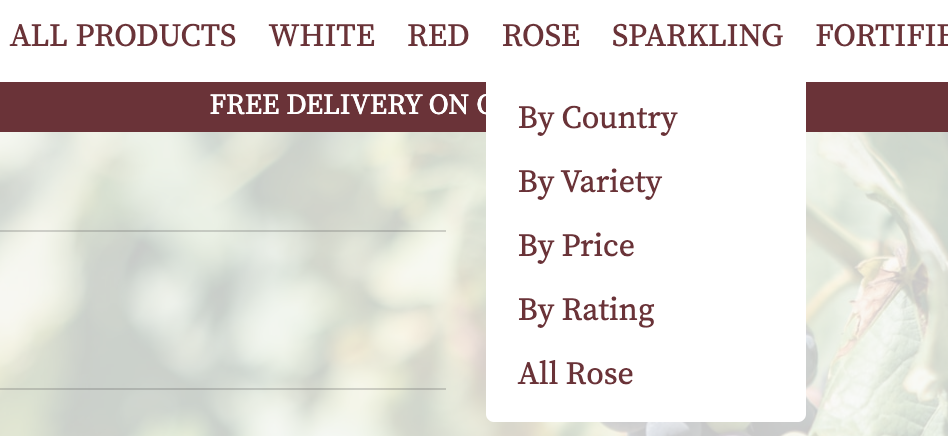 ALL PRODUCTS WHITE RED ROSE SPARKLING
FREE DELIVERY ON
By Country
By Variety
By Price
By Rating
All Rose